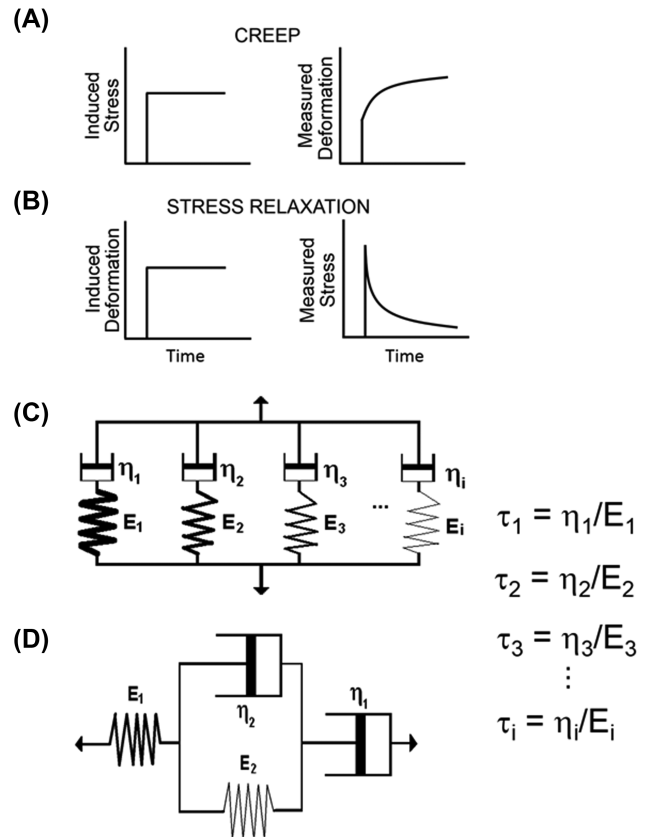 (A)
CREEP
Induced
Stress
Measured
Deformation
(B)
STRESS RELAXATION
Induced
Deformation
Measured
Stress
Time
Time
(C)
η₁
η₂
η₃
ηᵢ
E₁
E₂
E₃
...
Eᵢ
τ₁ = η₁/E₁
τ₂ = η₂/E₂
τ₃ = η₃/E₃
⋮
τᵢ = ηᵢ/Eᵢ
(D)
E₁
η₂
η₁
E₂